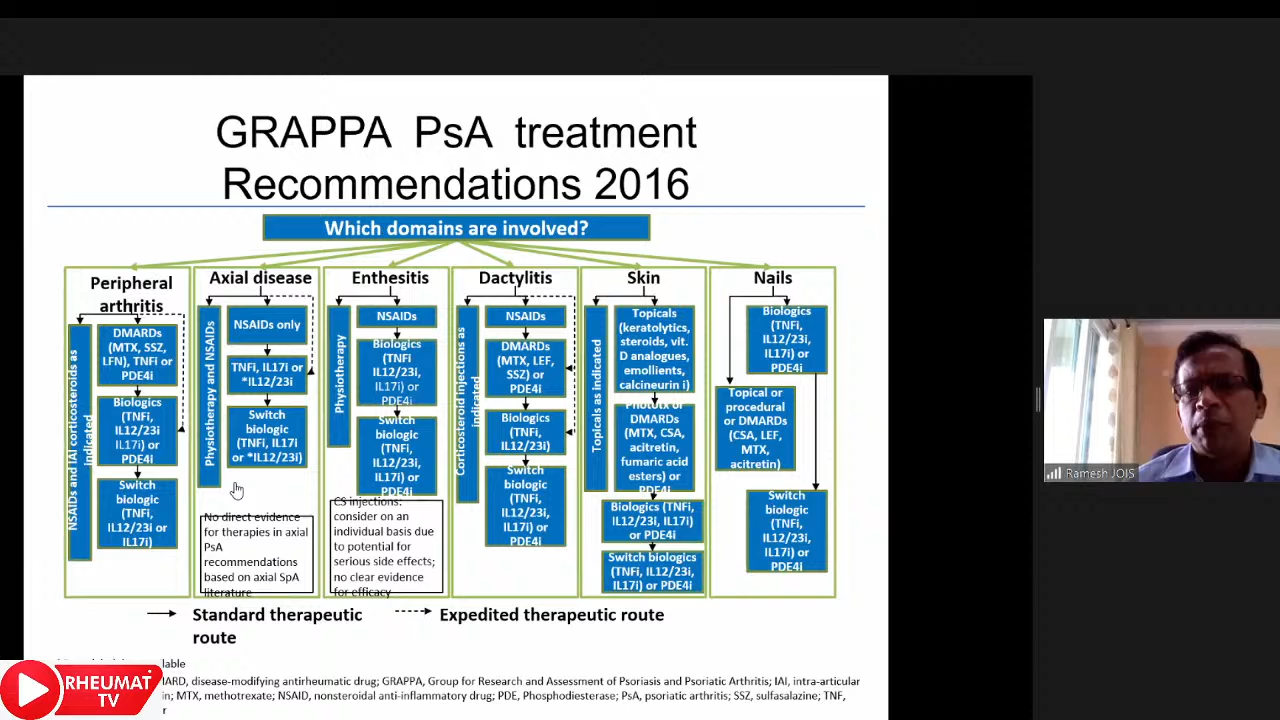 GRAPPA PsA treatment
Recommendations 2016
Which domains are involved?
Peripheral
arthritis
NSAIDs and IAI corticosteroids as
indicated
DMARDs
(MTX, SSZ,
LFN), TNFi or
PDE4i
Biologics
(TNFi,
IL12/23i
IL17i) or
PDE4i
Switch
biologic
(TNFi,
IL12/23i or
IL17i)
Axial disease
Physiotherapy and NSAIDs
NSAIDs only
TNFi, IL17i or
*IL12/23i
Switch
biologic
(TNFi, IL17i
or *IL12/23i)
No direct evidence
for therapies in axial
PsA
recommendations
based on axial SpA
literature
Enthesitis
Physiotherapy
NSAIDs
Biologics
(TNFi
IL12/23i,
IL17i) or
PDE4i
Switch
biologic
(TNFi,
IL12/23i,
IL17i) or
PDE4i
CS injections:
consider on an
individual basis due
to potential for
serious side effects;
no clear evidence
for efficacy
Dactylitis
Corticosteroid injections as
indicated
NSAIDs
DMARDs
(MTX, LEF,
SSZ) or
PDE4i
Biologics
(TNFi,
IL12/23i)
Switch
biologic
(TNFi,
IL12/23i,
IL17i) or
PDE4i
Skin
Topicals as indicated
Topicals
(keratolytics,
steroids, vit.
D analogues,
emollients,
calcineurin i)
Phototx or
DMARDs
(MTX, CSA,
acitretin,
fumaric acid
esters) or
PDE4i
Biologics (TNFi,
IL12/23i, IL17i)
or PDE4i
Switch biologics
(TNFi, IL12/23i,
IL17i) or PDE4i
Nails
Biologics
(TNFi,
IL12/23i,
IL17i) or
PDE4i
Topical or
procedural
or DMARDs
(CSA, LEF,
MTX,
acitretin)
Switch
biologic
(TNFi,
IL12/23i,
IL17i) or
PDE4i
Standard therapeutic
route
Expedited therapeutic route
lable
IARD, disease-modifying antirheumatic drug; GRAPPA, Group for Research and Assessment of Psoriasis and Psoriatic Arthritis; IAI, intra-articular
n; MTX, methotrexate; NSAID, nonsteroidal anti-inflammatory drug; PDE, Phosphodiesterase; PsA, psoriatic arthritis; SSZ, sulfasalazine; TNF,
r
RHEUMAT
TV
Ramesh JOIS